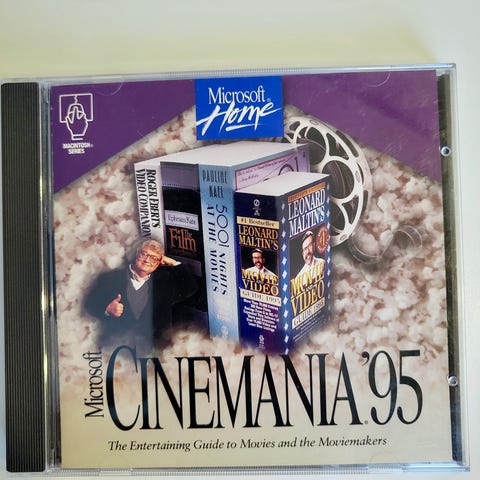 MACINTOSH®
SERIES
Microsoft®
Home
ROGER EBERT'S
VIDEO COMPANION
Ephraim Katz
The
Film
PAULINE
KAEL
5001 NIGHTS
AT THE MOVIES
#1 Bestseller
LEONARD
MALTIN'S
MOVIE
VIDEO
GUIDE 1995
LEONARD
MALTIN'S
MOVIE
VIDEO
GUIDE 1995
Microsoft
CINEMANIA®'95
The Entertaining Guide to Movies and the Moviemakers